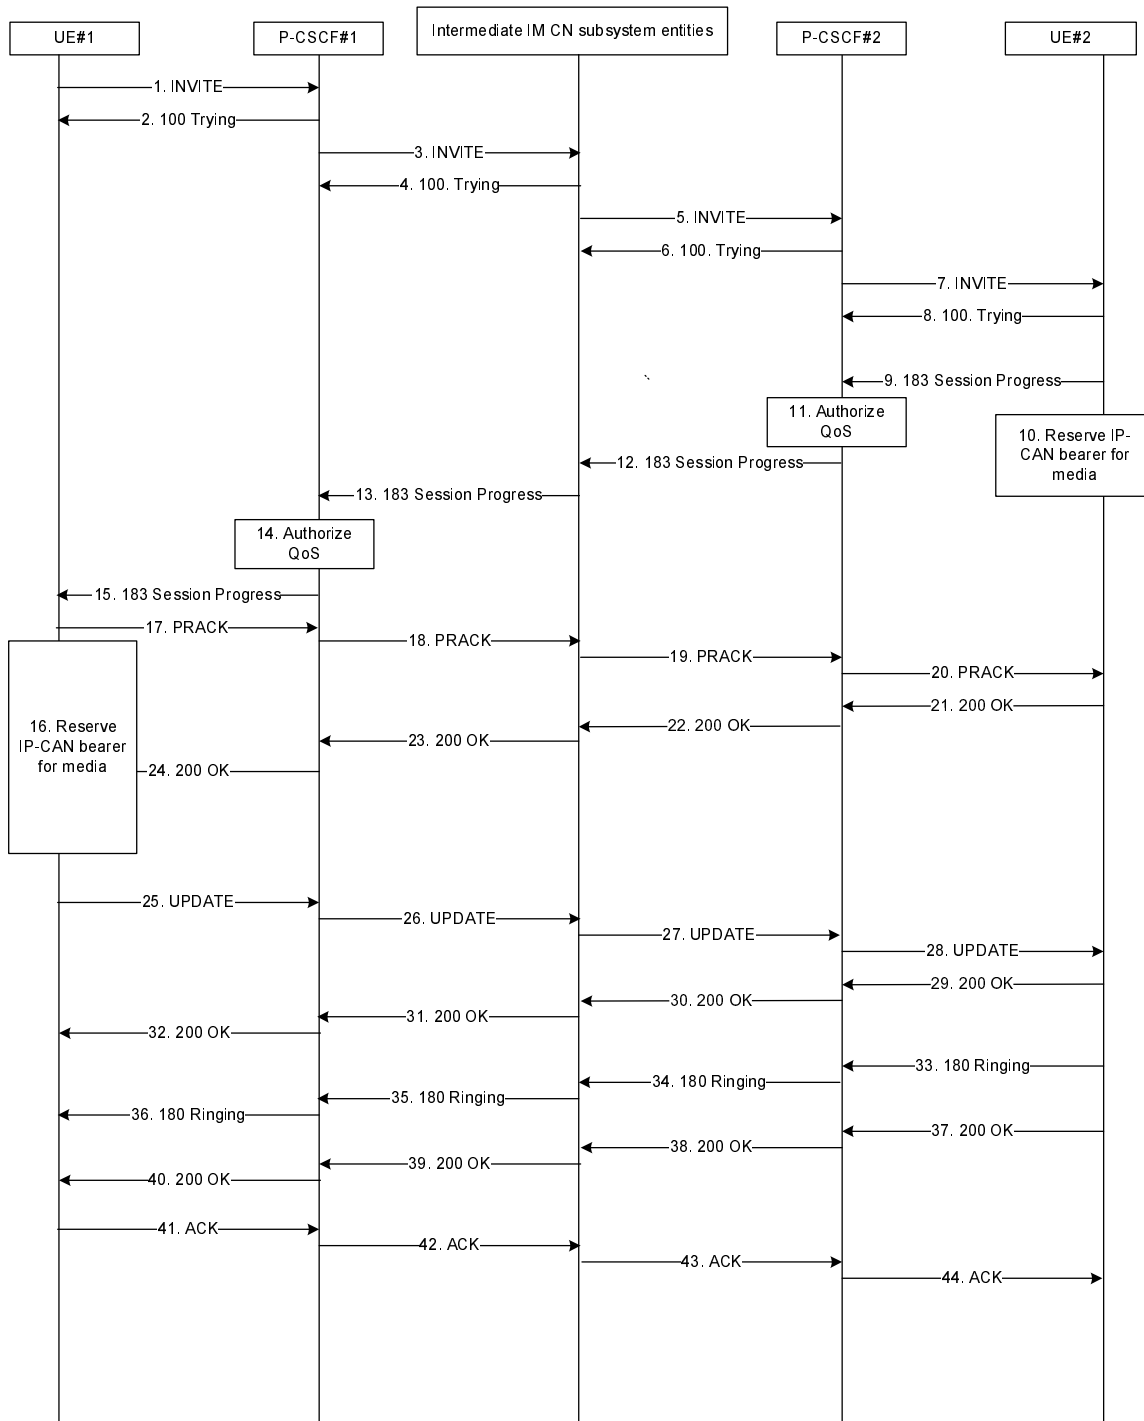 UE#1
P-CSCF#1
Intermediate IM CN subsystem entities
P-CSCF#2
UE#2
1. INVITE
2. 100 Trying
3. INVITE
4. 100. Trying
5. INVITE
6. 100. Trying
7. INVITE
8. 100. Trying
9. 183 Session Progress
11. Authorize
QoS
10. Reserve IP-
CAN bearer for
media
12. 183 Session Progress
13. 183 Session Progress
14. Authorize
QoS
15. 183 Session Progress
17. PRACK
18. PRACK
19. PRACK
20. PRACK
21. 200 OK
22. 200 OK
23. 200 OK
16. Reserve
IP-CAN bearer
for media
24. 200 OK
25. UPDATE
26. UPDATE
27. UPDATE
28. UPDATE
29. 200 OK
30. 200 OK
31. 200 OK
32. 200 OK
33. 180 Ringing
34. 180 Ringing
35. 180 Ringing
36. 180 Ringing
37. 200 OK
38. 200 OK
39. 200 OK
40. 200 OK
41. ACK
42. ACK
43. ACK
44. ACK